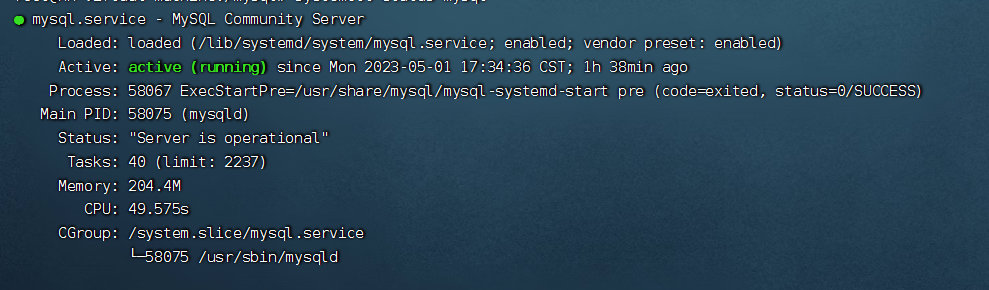 ● mysql.service - MySQL Community Server
Loaded: loaded (/lib/systemd/system/mysql.service; enabled; vendor preset: enabled)
Active: active (running) since Mon 2023-05-01 17:34:36 CST; 1h 38min ago
Process: 58067 ExecStartPre=/usr/share/mysql/mysql-systemd-start pre (code=exited, status=0/SUCCESS)
Main PID: 58075 (mysqld)
Status: "Server is operational"
Tasks: 40 (limit: 2237)
Memory: 204.4M
CPU: 49.575s
CGroup: /system.slice/mysql.service
└─58075 /usr/sbin/mysqld